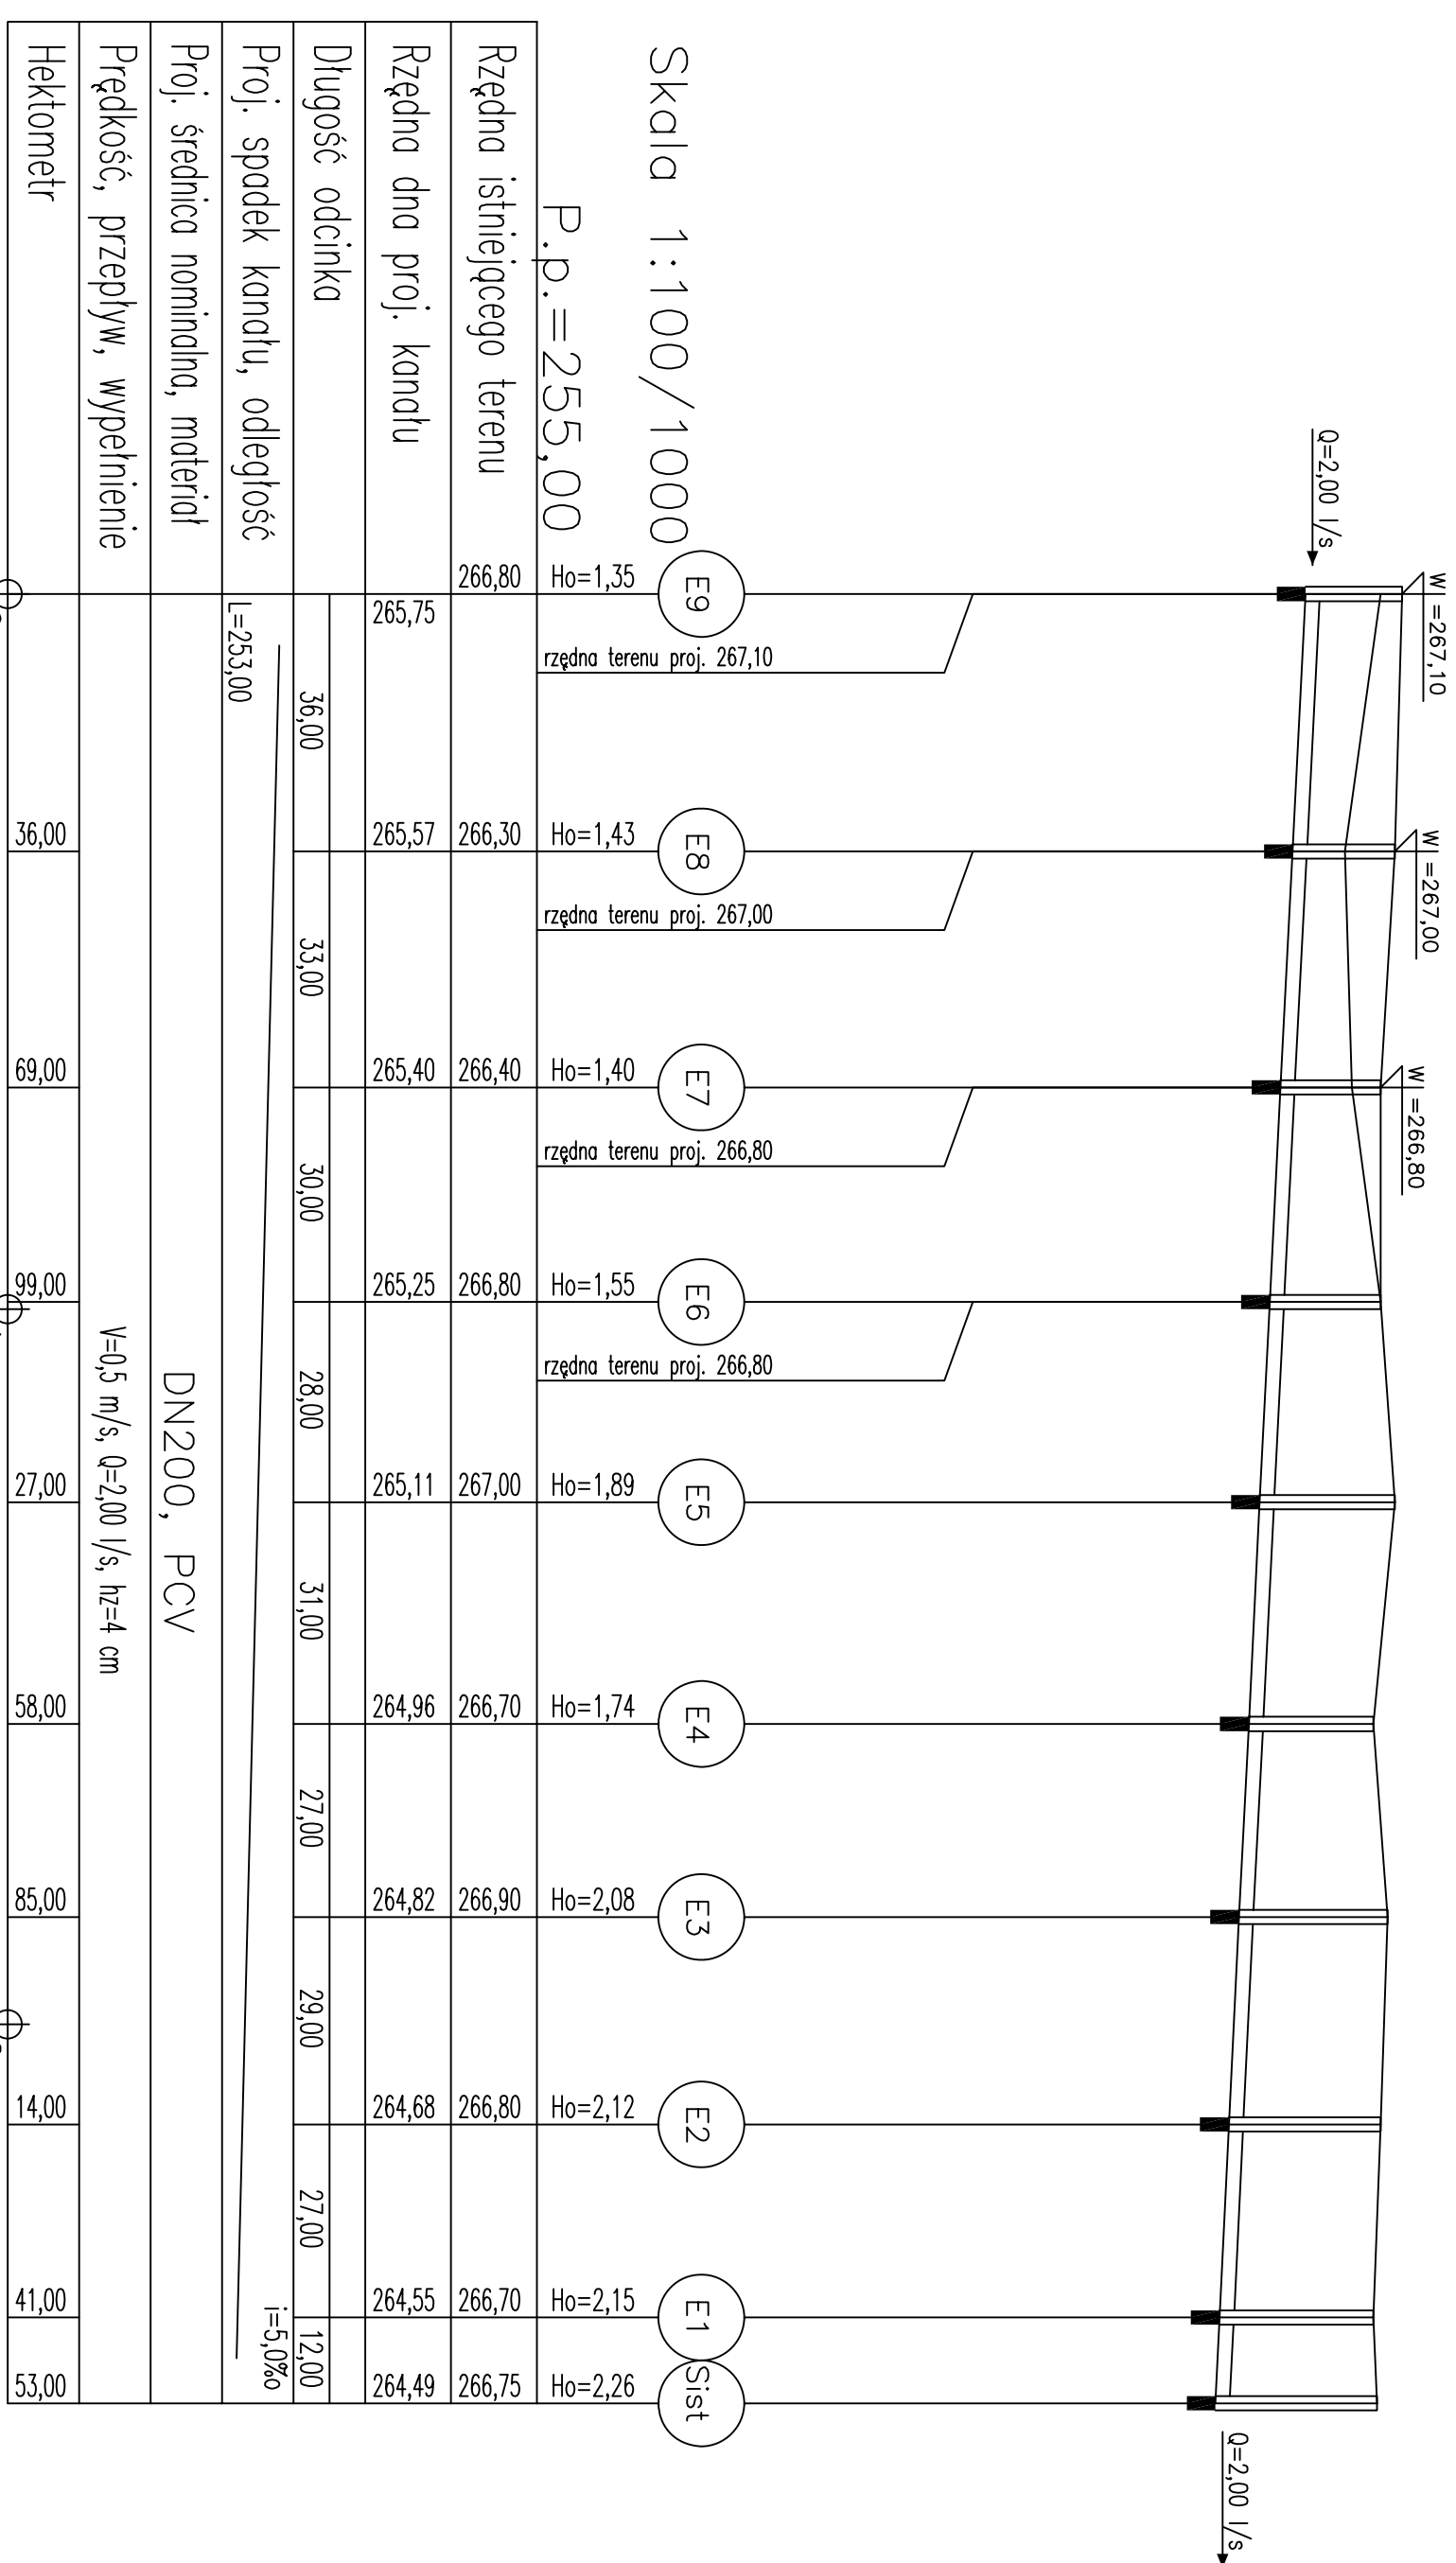 W =267,10
W =267,00
W =266,80
Q=2,00 l/s
Q=2,00 l/s
Skala 1:100/1000
E9
E8
E7
E6
E5
E4
E3
E2
E1
Sist
P.p.=255,00
Ho=1,35
Ho=1,43
Ho=1,40
Ho=1,55
Ho=1,89
Ho=1,74
Ho=2,08
Ho=2,12
Ho=2,15
Ho=2,26
rzędna terenu proj. 267,10
rzędna terenu proj. 267,00
rzędna terenu proj. 266,80
rzędna terenu proj. 266,80
Rzędna istniejącego terenu
266,80
266,30
266,40
266,80
267,00
266,70
266,90
266,80
266,70
266,75
Rzędna dna proj. kanału
265,75
265,57
265,40
265,25
265,11
264,96
264,82
264,68
264,55
264,49
Długość odcinka
36,00
33,00
30,00
28,00
31,00
27,00
29,00
27,00
12,00
Proj. spadek kanału, odległość
L=253,00
i=5,0‰
Proj. średnica nominalna, materiał
DN200, PCV
Prędkość, przepływ, wypełnienie
V=0,5 m/s, Q=2,00 l/s, hz=4 cm
Hektometr
36,00
69,00
99,00
27,00
58,00
85,00
14,00
41,00
53,00